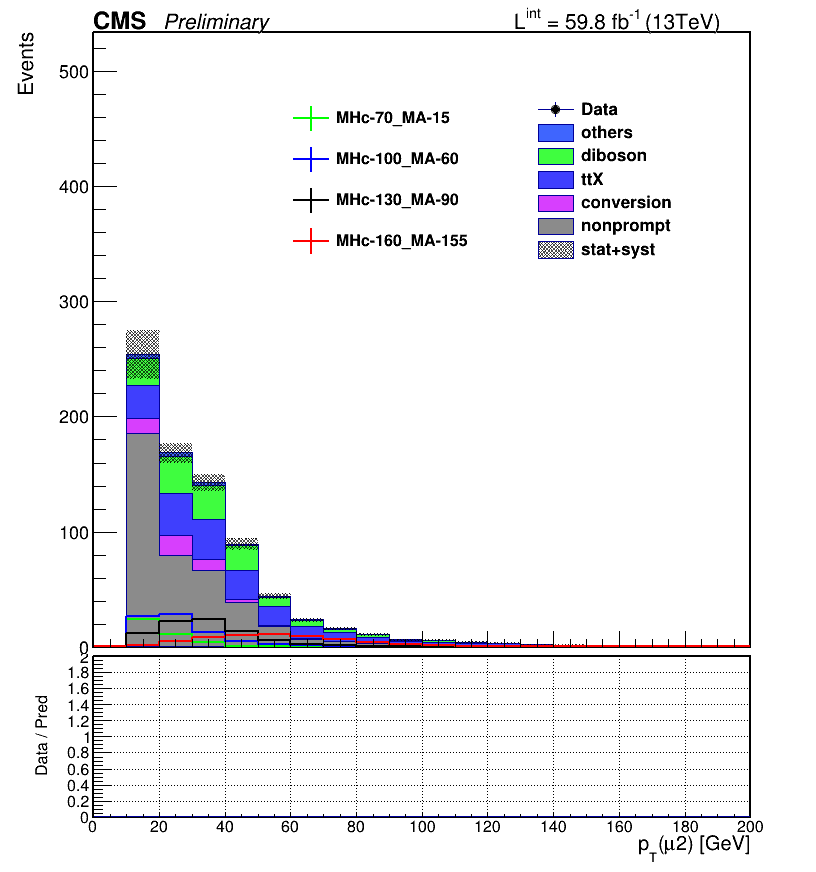 CMS Preliminary L^int = 59.8 fb^-1 (13TeV)
Events
500
400
300
200
100
0
MHc-70_MA-15
MHc-100_MA-60
MHc-130_MA-90
MHc-160_MA-155
Data
others
diboson
ttX
conversion
nonprompt
stat+syst
Data / Pred
2
1.8
1.6
1.4
1.2
1
0.8
0.6
0.4
0.2
0
0 20 40 60 80 100 120 140 160 180 200
p_T(μ2) [GeV]